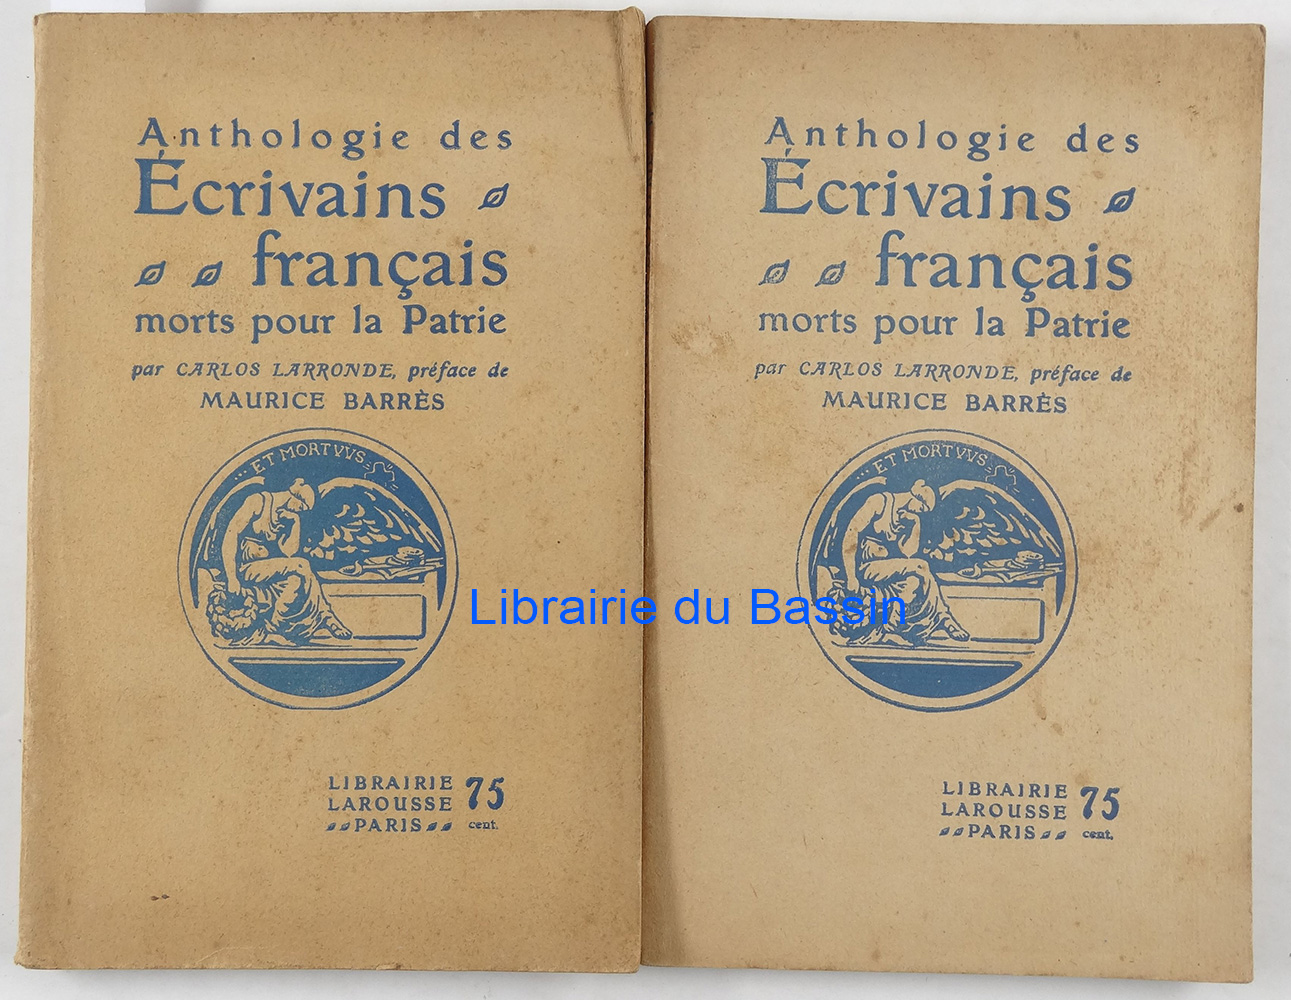 Anthologie des
Écrivains
français
morts pour la Patrie
par CARLOS LARRONDE, préface de
MAURICE BARRÈS
... ET MORTVVS
LIBRAIRIE
LAROUSSE
PARIS
75
cent.
Anthologie des
Écrivains
français
morts pour la Patrie
par CARLOS LARRONDE, préface de
MAURICE BARRÈS
... ET MORTVVS
LIBRAIRIE
LAROUSSE
PARIS
75
cent.
Librairie du Bassin